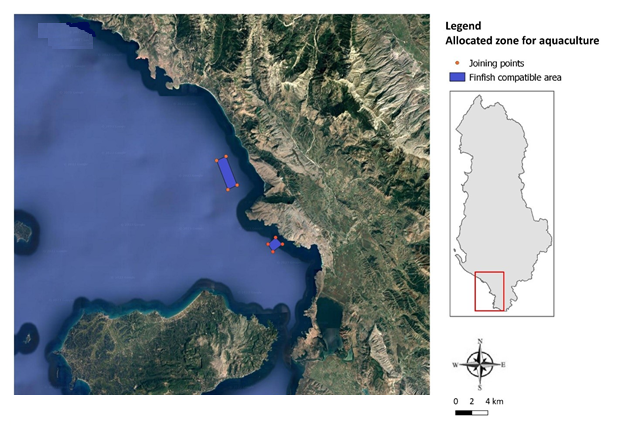 Legend
Allocated zone for aquaculture
Joining points
Finfish compatible area
N
W E
S
0 2 4 km